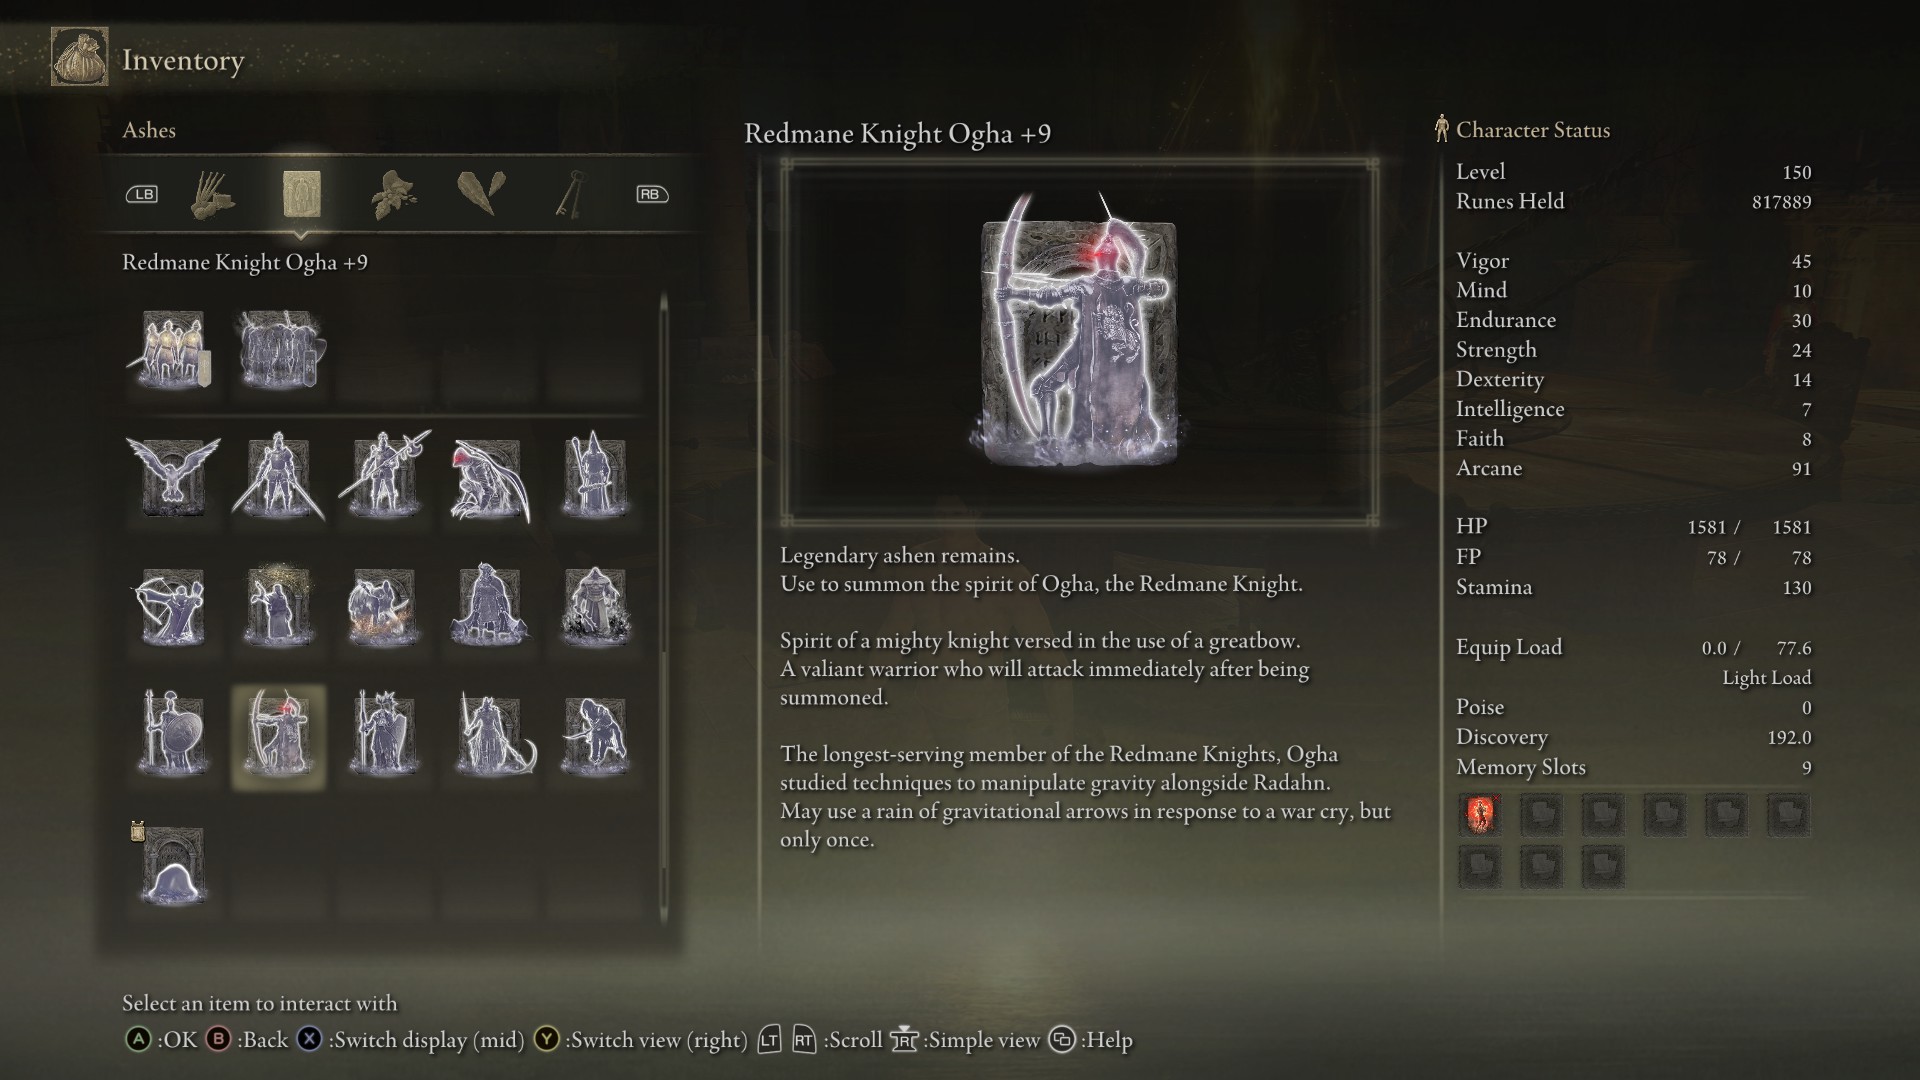 Inventory
Ashes
LB
RB
Redmane Knight Ogha +9
Redmane Knight Ogha +9
Legendary ashen remains.
Use to summon the spirit of Ogha, the Redmane Knight.
Spirit of a mighty knight versed in the use of a greatbow.
A valiant warrior who will attack immediately after being
summoned.
The longest-serving member of the Redmane Knights, Ogha
studied techniques to manipulate gravity alongside Radahn.
May use a rain of gravitational arrows in response to a war cry, but
only once.
Character Status
Level 150
Runes Held 817889
Vigor 45
Mind 10
Endurance 30
Strength 24
Dexterity 14
Intelligence 7
Faith 8
Arcane 91
HP 1581 / 1581
FP 78 / 78
Stamina 130
Equip Load 0.0 / 77.6
Light Load
Poise 0
Discovery 192.0
Memory Slots 9
Select an item to interact with
A :OK B :Back X :Switch display (mid) Y :Switch view (right) LT RT :Scroll R :Simple view :Help